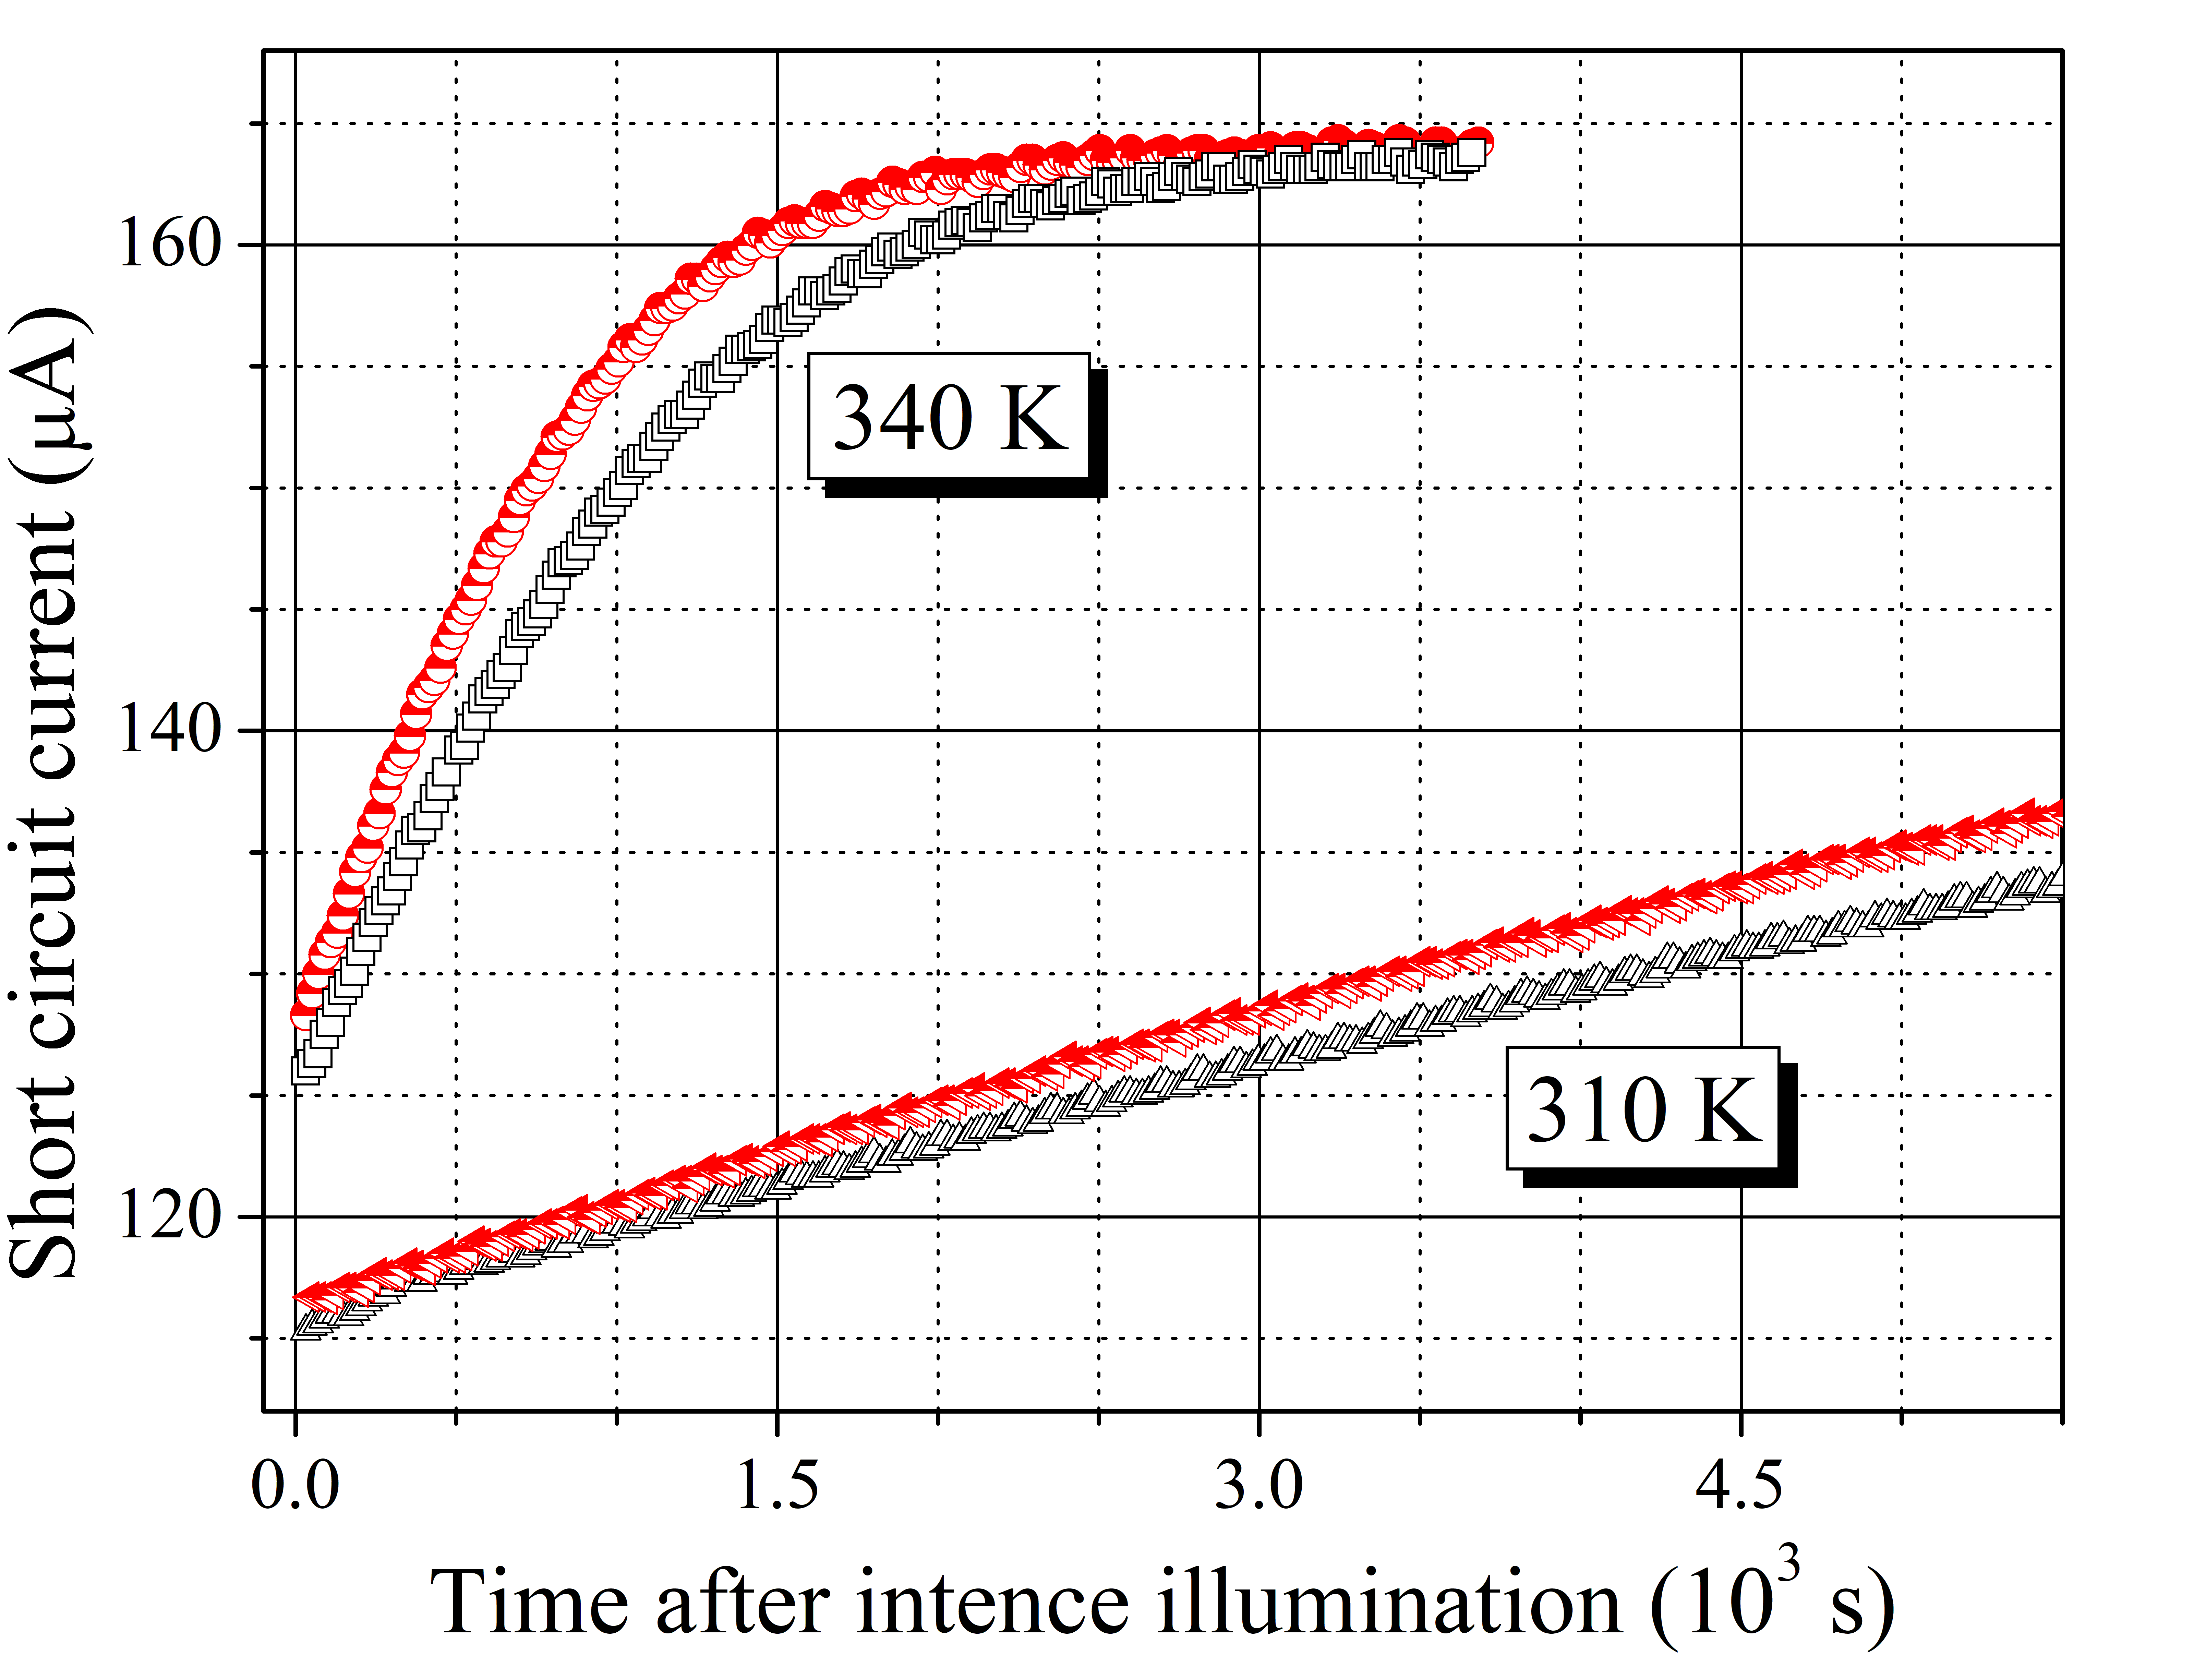 Short circuit current (μA)
160
140
120
340 K
310 K
0.0 1.5 3.0 4.5
Time after intence illumination (10³ s)